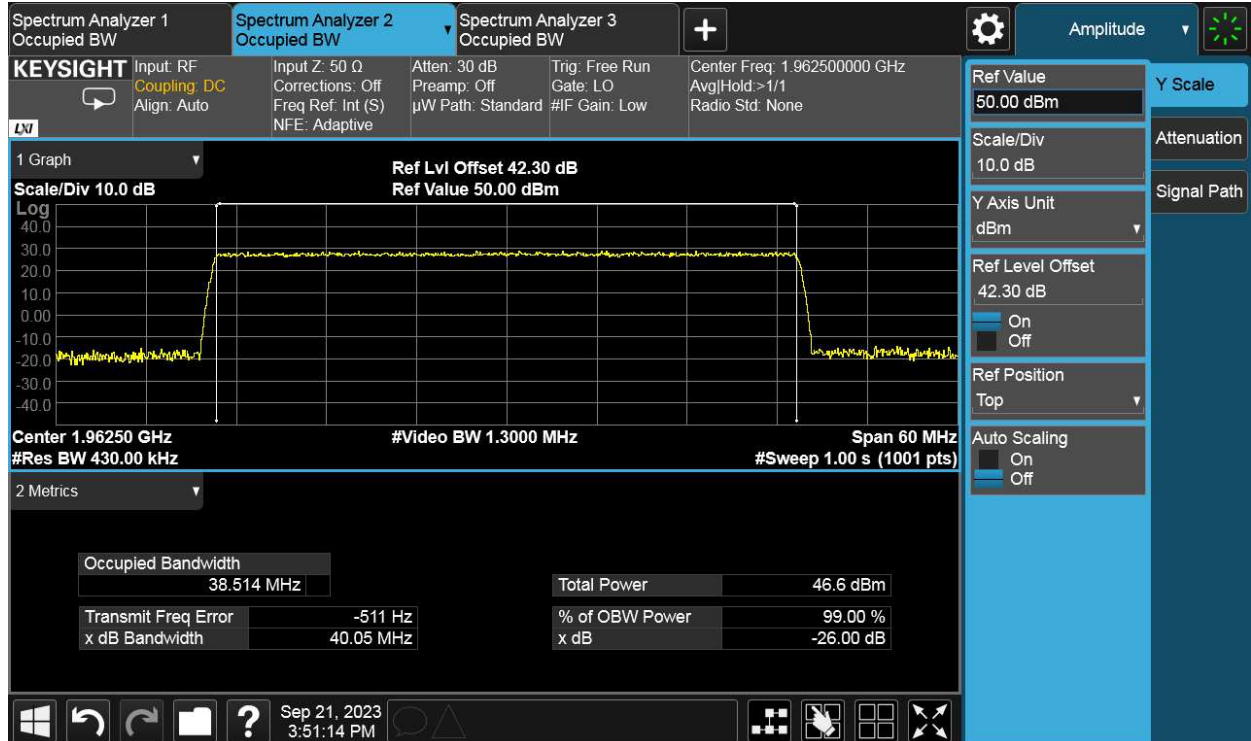 Spectrum Analyzer 1
Occupied BW
Spectrum Analyzer 2
Occupied BW
Spectrum Analyzer 3
Occupied BW
+
Amplitude
KEYSIGHT
LXI
Input: RF
Coupling: DC
Align: Auto
Input Z: 50 Ω
Corrections: Off
Freq Ref: Int (S)
NFE: Adaptive
Atten: 30 dB
Preamp: Off
µW Path: Standard
Trig: Free Run
Gate: LO
#IF Gain: Low
Center Freq: 1.962500000 GHz
Avg|Hold:>1/1
Radio Std: None
1 Graph
Scale/Div 10.0 dB
Ref Lvl Offset 42.30 dB
Ref Value 50.00 dBm
Log
40.0
30.0
20.0
10.0
0.00
-10.0
-20.0
-30.0
-40.0
Center 1.96250 GHz
#Video BW 1.3000 MHz
Span 60 MHz
#Res BW 430.00 kHz
#Sweep 1.00 s (1001 pts)
2 Metrics
Occupied Bandwidth
38.514 MHz
Total Power 46.6 dBm
Transmit Freq Error -511 Hz
% of OBW Power 99.00 %
x dB Bandwidth 40.05 MHz
x dB -26.00 dB
Ref Value
50.00 dBm
Scale/Div
10.0 dB
Y Axis Unit
dBm
Ref Level Offset
42.30 dB
On
Off
Ref Position
Top
Auto Scaling
On
Off
Y Scale
Attenuation
Signal Path
?
Sep 21, 2023
3:51:14 PM